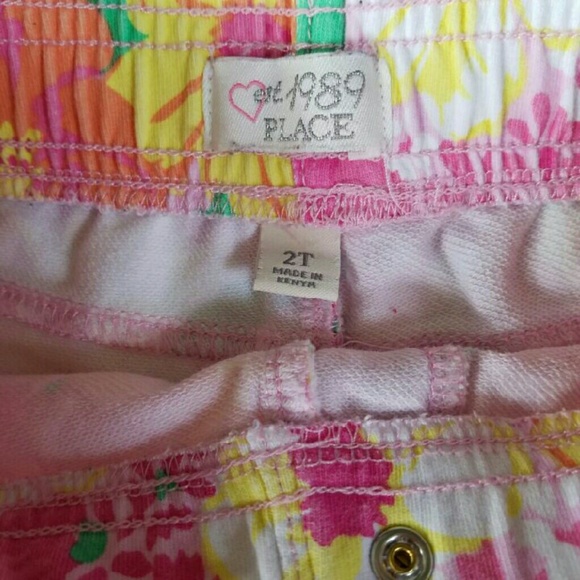 est. 1989
PLACE
2T
MADE IN
KENYA